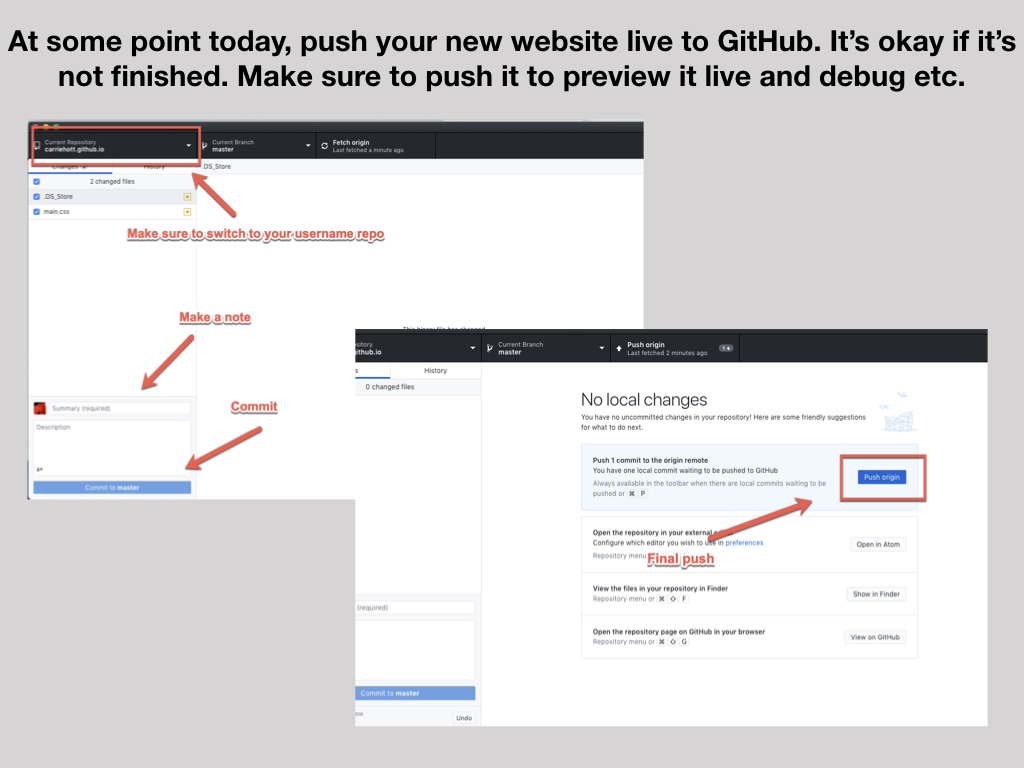 At some point today, push your new website live to GitHub. It’s okay if it’s
not finished. Make sure to push it to preview it live and debug etc.
Current Repository
carriehott.github.io
Current Branch
master
Fetch origin
Last fetched a minute ago
Changes 2
History
.DS_Store
2 changed files
.DS_Store
main.css
Make sure to switch to your username repo
Make a note
This binary file has changed
Summary (required)
Description
Commit
Commit to master
ository
ithub.io
Current Branch
master
Push origin
Last fetched 2 minutes ago
1
s
History
0 changed files
No local changes
You have no uncommitted changes in your repository! Here are some friendly suggestions
for what to do next.
Push 1 commit to the origin remote
You have one local commit waiting to be pushed to GitHub
Always available in the toolbar when there are local commits waiting to be
pushed or ⌘ P
Push origin
Open the repository in your external
Configure which editor you wish to use in preferences
Repository menu
Open in Atom
Final push
View the files in your repository in Finder
Repository menu or ⌘ ⇧ F
Show in Finder
Open the repository page on GitHub in your browser
Repository menu or ⌘ ⇧ G
View on GitHub
(required)
Commit to master
Undo